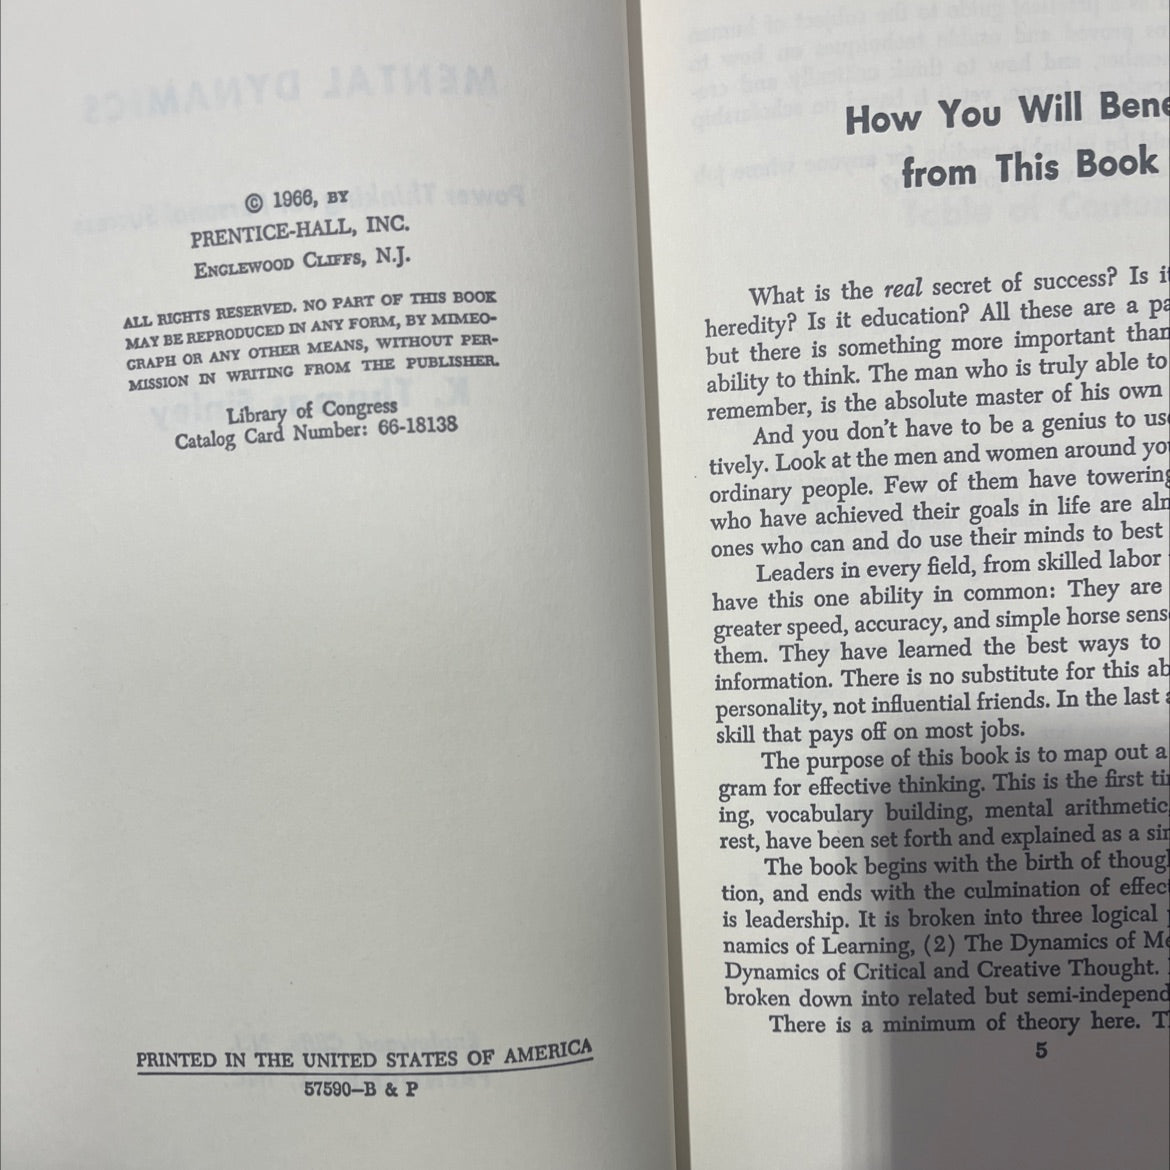 © 1966, BY
PRENTICE-HALL, INC.
ENGLEWOOD CLIFFS, N.J.
ALL RIGHTS RESERVED. NO PART OF THIS BOOK
MAY BE REPRODUCED IN ANY FORM, BY MIMEO-
GRAPH OR ANY OTHER MEANS, WITHOUT PER-
MISSION IN WRITING FROM THE PUBLISHER.
Library of Congress
Catalog Card Number: 66-18138
PRINTED IN THE UNITED STATES OF AMERICA
57590—B & P
How You Will Bene
from This Book
What is the real secret of success? Is it
heredity? Is it education? All these are a pa
but there is something more important than
ability to think. The man who is truly able to
remember, is the absolute master of his own
And you don't have to be a genius to use
tively. Look at the men and women around you
ordinary people. Few of them have towering
who have achieved their goals in life are alm
ones who can and do use their minds to best
Leaders in every field, from skilled labor
have this one ability in common: They are
greater speed, accuracy, and simple horse sens
them. They have learned the best ways to
information. There is no substitute for this ab
personality, not influential friends. In the last a
skill that pays off on most jobs.
The purpose of this book is to map out a
gram for effective thinking. This is the first tim
ing, vocabulary building, mental arithmetic,
rest, have been set forth and explained as a sin
The book begins with the birth of though
tion, and ends with the culmination of effec
is leadership. It is broken into three logical
namics of Learning, (2) The Dynamics of Me
Dynamics of Critical and Creative Thought.
broken down into related but semi-independ
There is a minimum of theory here. T
5